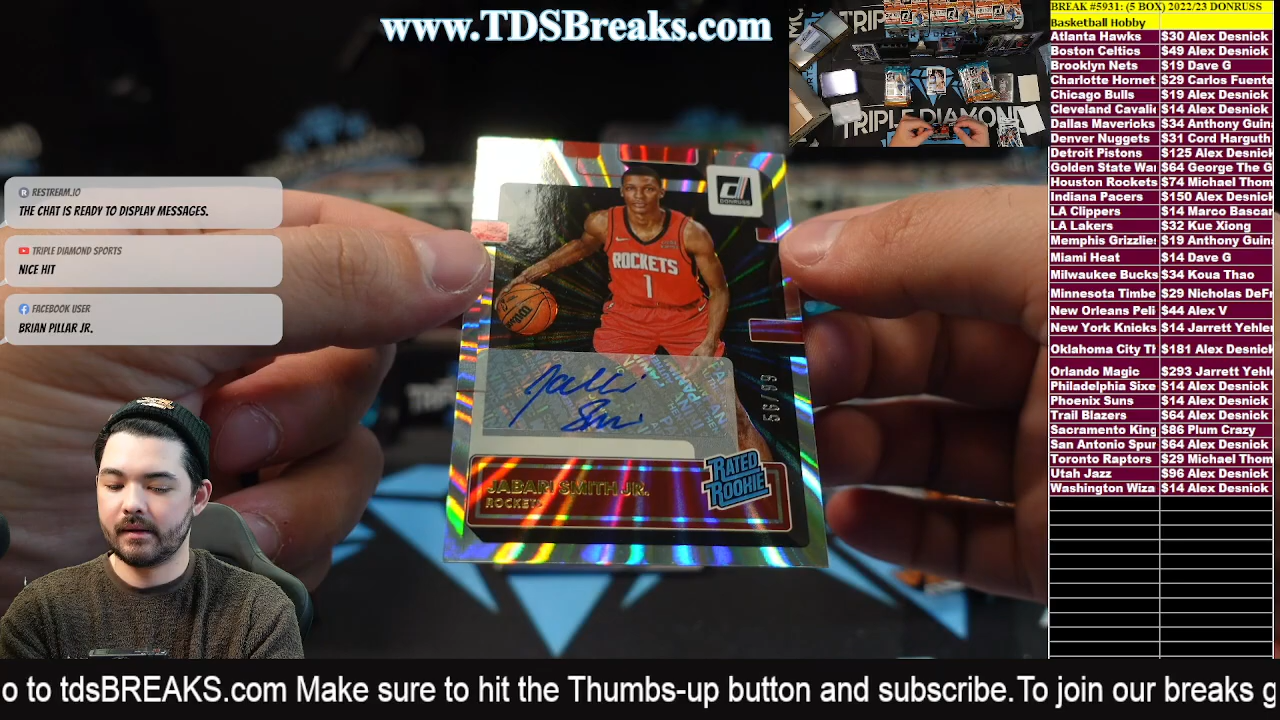 www.TDSBreaks.com
RESTREAM.IO
THE CHAT IS READY TO DISPLAY MESSAGES.
TRIPLE DIAMOND SPORTS
NICE HIT
FACEBOOK USER
BRIAN PILLAR JR.
TRIPLE DIAMOND
DONRUSS
ROCKETS
1
56/99
RATED
ROOKIE
JABARI SMITH JR.
ROCKETS
BREAK #5931: (5 BOX) 2022/23 DONRUSS
Basketball Hobby
Atlanta Hawks $30 Alex Desnick
Boston Celtics $49 Alex Desnick
Brooklyn Nets $19 Dave G
Charlotte Hornet $29 Carlos Fuente
Chicago Bulls $19 Alex Desnick
Cleveland Cavali $14 Alex Desnick
Dallas Mavericks $34 Anthony Guin
Denver Nuggets $31 Cord Harguth
Detroit Pistons $125 Alex Desnick
Golden State Wa $64 George The G
Houston Rockets $74 Michael Thom
Indiana Pacers $150 Alex Desnick
LA Clippers $14 Marco Bascar
LA Lakers $32 Kue Xiong
Memphis Grizzlie $19 Anthony Guin
Miami Heat $14 Dave G
Milwaukee Bucks $34 Koua Thao
Minnesota Timbe $29 Nicholas DeFr
New Orleans Peli $44 Alex V
New York Knicks $14 Jarrett Yehle
Oklahoma City Th $181 Alex Desnick
Orlando Magic $293 Jarrett Yehl
Philadelphia Sixe $14 Alex Desnick
Phoenix Suns $14 Alex Desnick
Trail Blazers $64 Alex Desnick
Sacramento King $86 Plum Crazy
San Antonio Spur $64 Alex Desnick
Toronto Raptors $29 Michael Thom
Utah Jazz $96 Alex Desnick
Washington Wiza $14 Alex Desnick
o to tdsBREAKS.com Make sure to hit the Thumbs-up button and subscribe.To join our breaks g